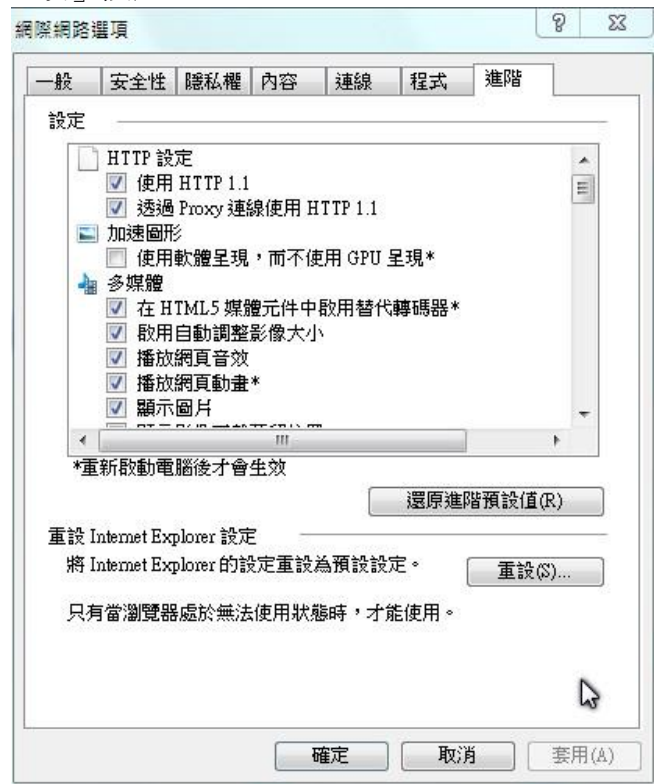 網際網路選項
一般 安全性 隱私權 內容 連線 程式 進階
設定
HTTP 設定
使用 HTTP 1.1
透過 Proxy 連線使用 HTTP 1.1
加速圖形
使用軟體呈現，而不使用 GPU 呈現*
多媒體
在 HTML5 媒體元件中啟用替代轉碼器*
啟用自動調整影像大小
播放網頁音效
播放網頁動畫*
顯示圖片
*重新啟動電腦後才會生效
還原進階預設值(R)
重設 Internet Explorer 設定
將 Internet Explorer 的設定重設為預設設定。
重設(S)...
只有當瀏覽器處於無法使用狀態時，才能使用。
確定 取消 套用(A)